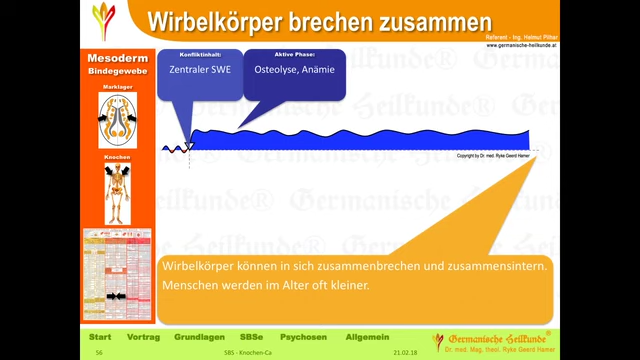 Wirbelkörper brechen zusammen
Referent - Ing. Helmut Pilhar
www.germanische-heilkunde.at
Mesoderm
Bindegewebe
Marklager
Knochen
Konfliktinhalt:
Zentraler SWE
Aktive Phase:
Osteolyse, Anämie
Germanische Heilkunde®
Copyright by Dr. med. Ryke Geerd Hamer
Wirbelkörper können in sich zusammenbrechen und zusammensintern.
Menschen werden im Alter oft kleiner.
Start Vortrag Grundlagen SBSe Psychosen Allgemein
56 SBS - Knochen-Ca 21.02.18
Germanische Heilkunde®
Dr. med. Mag. theol. Ryke Geerd Hamer